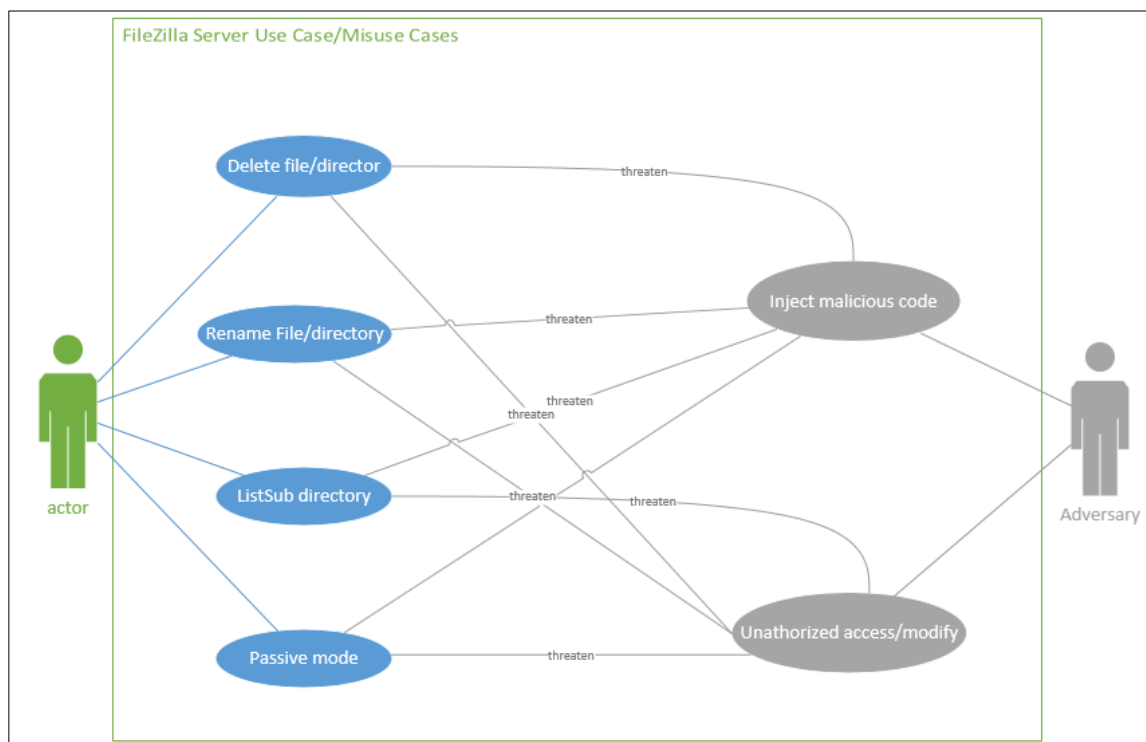 FileZilla Server Use Case/Misuse Cases
Delete file/director
threaten
Inject malicious code
Rename File/directory
threaten
threaten
threaten
ListSub directory
threaten
threaten
actor
Adversary
Unathorized access/modify
Passive mode
threaten